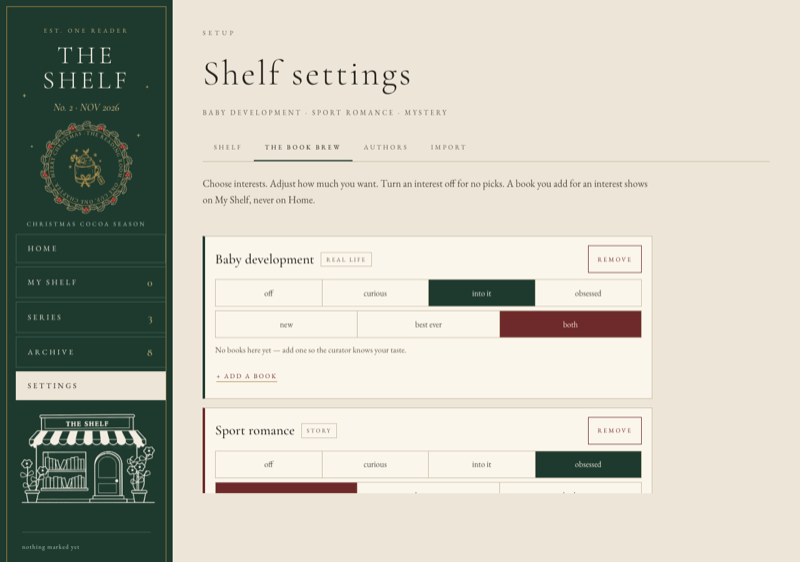 EST. ONE READER
THE
SHELF
No. 2 · NOV 2026
CHRISTMAS COCOA SEASON
HOME
MY SHELF 0
SERIES 3
ARCHIVE 8
SETTINGS
THE SHELF
nothing marked yet
SETUP
Shelf settings
BABY DEVELOPMENT · SPORT ROMANCE · MYSTERY
SHELF THE BOOK BREW AUTHORS IMPORT
Choose interests. Adjust how much you want. Turn an interest off for no picks. A book you add for an interest shows
on My Shelf, never on Home.
Baby development REAL LIFE REMOVE
off curious into it obsessed
new best ever both
No books here yet — add one so the curator knows your taste.
+ ADD A BOOK
Sport romance STORY REMOVE
off curious into it obsessed